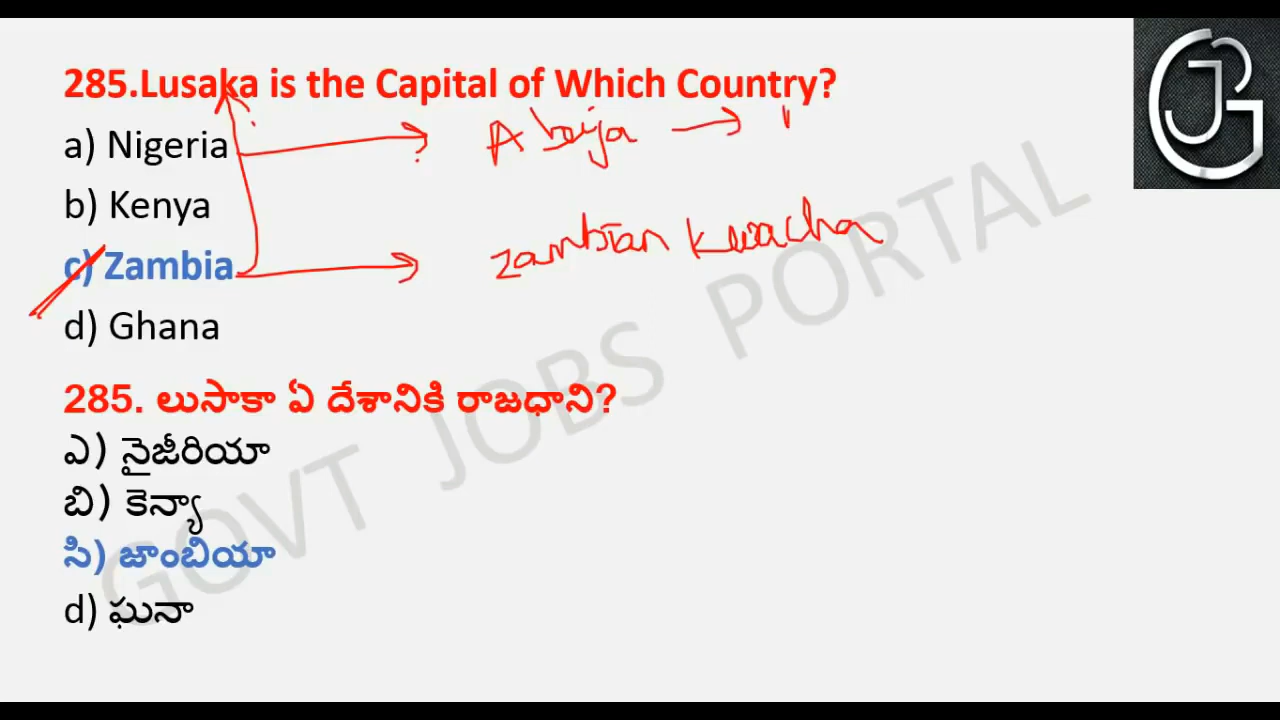 285.Lusaka is the Capital of Which Country?
a) Nigeria
Abuja
b) Kenya
c) Zambia
Zambian Kwacha
d) Ghana
285. లుసాకా ఏ దేశానికి రాజధాని?
ఎ) నైజీరియా
బి) కెన్యా
సి) జాంబియా
d) ఘనా
GOVT JOBS PORTAL
GJ